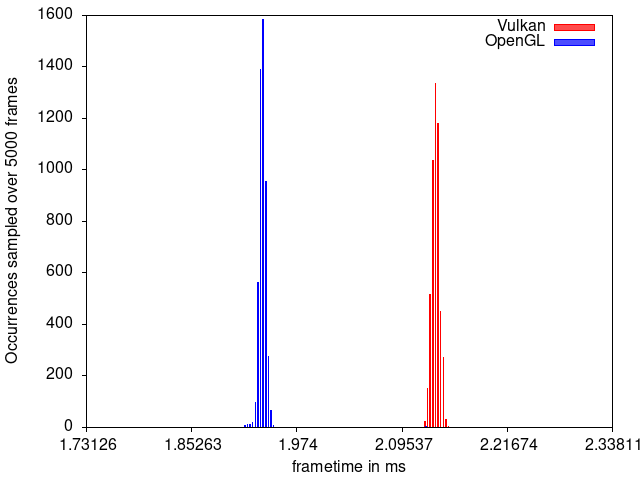 1600
1400
1200
1000
800
600
400
200
0
Occurrences sampled over 5000 frames
Vulkan
OpenGL
1.73126 1.85263 1.974 2.09537 2.21674 2.33811
frametime in ms